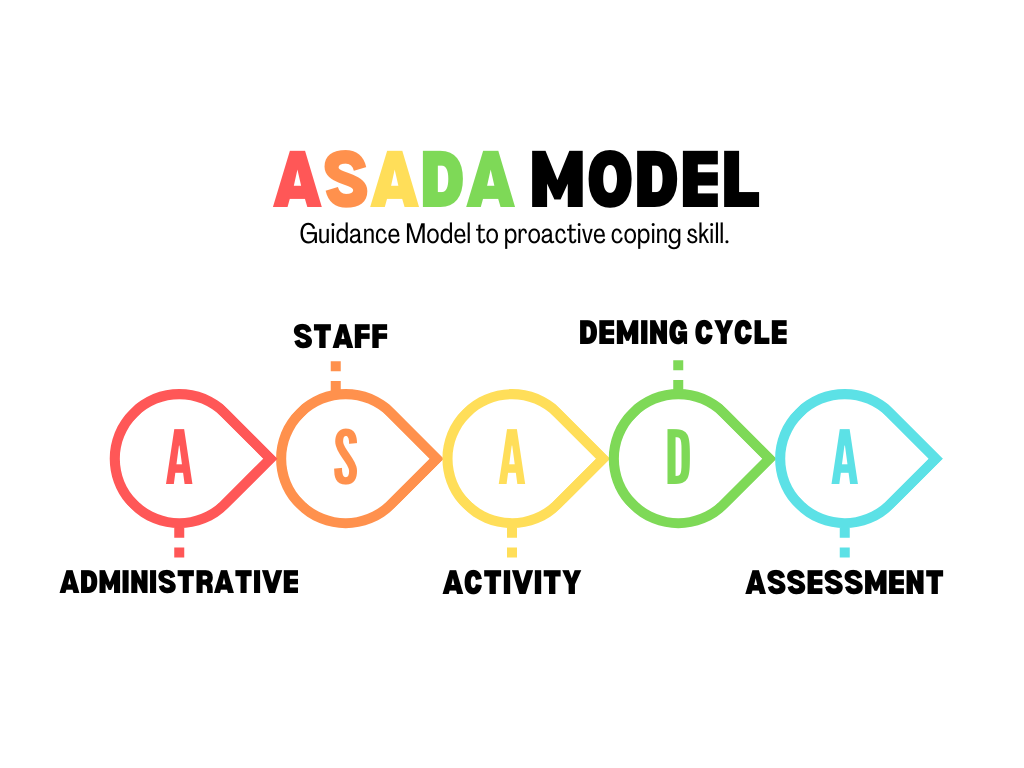 ASADA MODEL
Guidance Model to proactive coping skill.
STAFF
DEMING CYCLE
A
S
A
D
A
ADMINISTRATIVE
ACTIVITY
ASSESSMENT